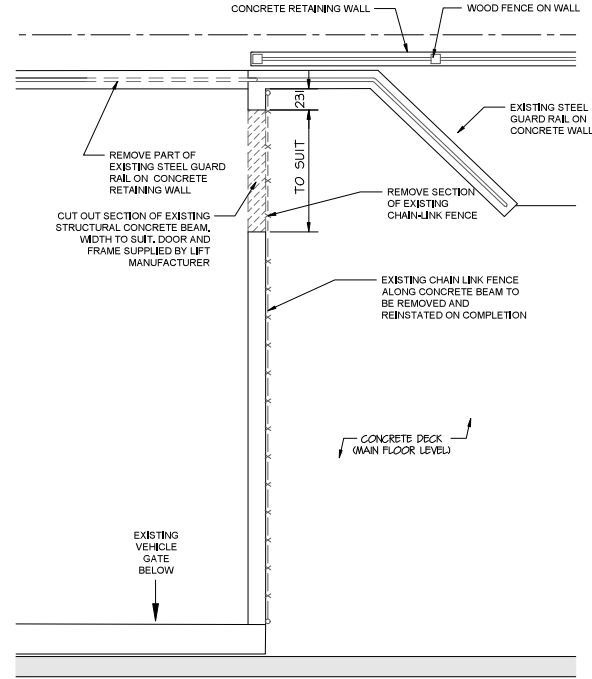 CONCRETE RETAINING WALL
WOOD FENCE ON WALL
231
EXISTING STEEL
GUARD RAIL ON
CONCRETE WALL
TO SUIT
REMOVE PART OF
EXISTING STEEL GUARD
RAIL ON CONCRETE
RETAINING WALL
REMOVE SECTION
OF EXISTING
CHAIN-LINK FENCE
CUT OUT SECTION OF EXISTING
STRUCTURAL CONCRETE BEAM,
WIDTH TO SUIT. DOOR AND
FRAME SUPPLIED BY LIFT
MANUFACTURER
EXISTING CHAIN LINK FENCE
ALONG CONCRETE BEAM TO
BE REMOVED AND
REINSTATED ON COMPLETION
CONCRETE DECK
(MAIN FLOOR LEVEL)
EXISTING
VEHICLE
GATE
BELOW